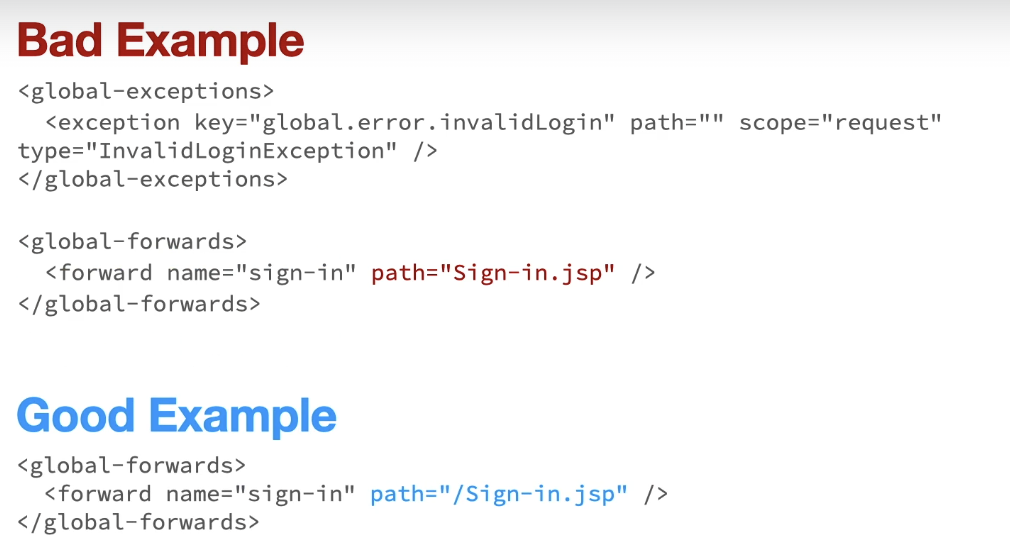 Bad Example
<global-exceptions>
  <exception key="global.error.invalidLogin" path="" scope="request"
type="InvalidLoginException" />
</global-exceptions>
<global-forwards>
  <forward name="sign-in" path="Sign-in.jsp" />
</global-forwards>
Good Example
<global-forwards>
  <forward name="sign-in" path="/Sign-in.jsp" />
</global-forwards>